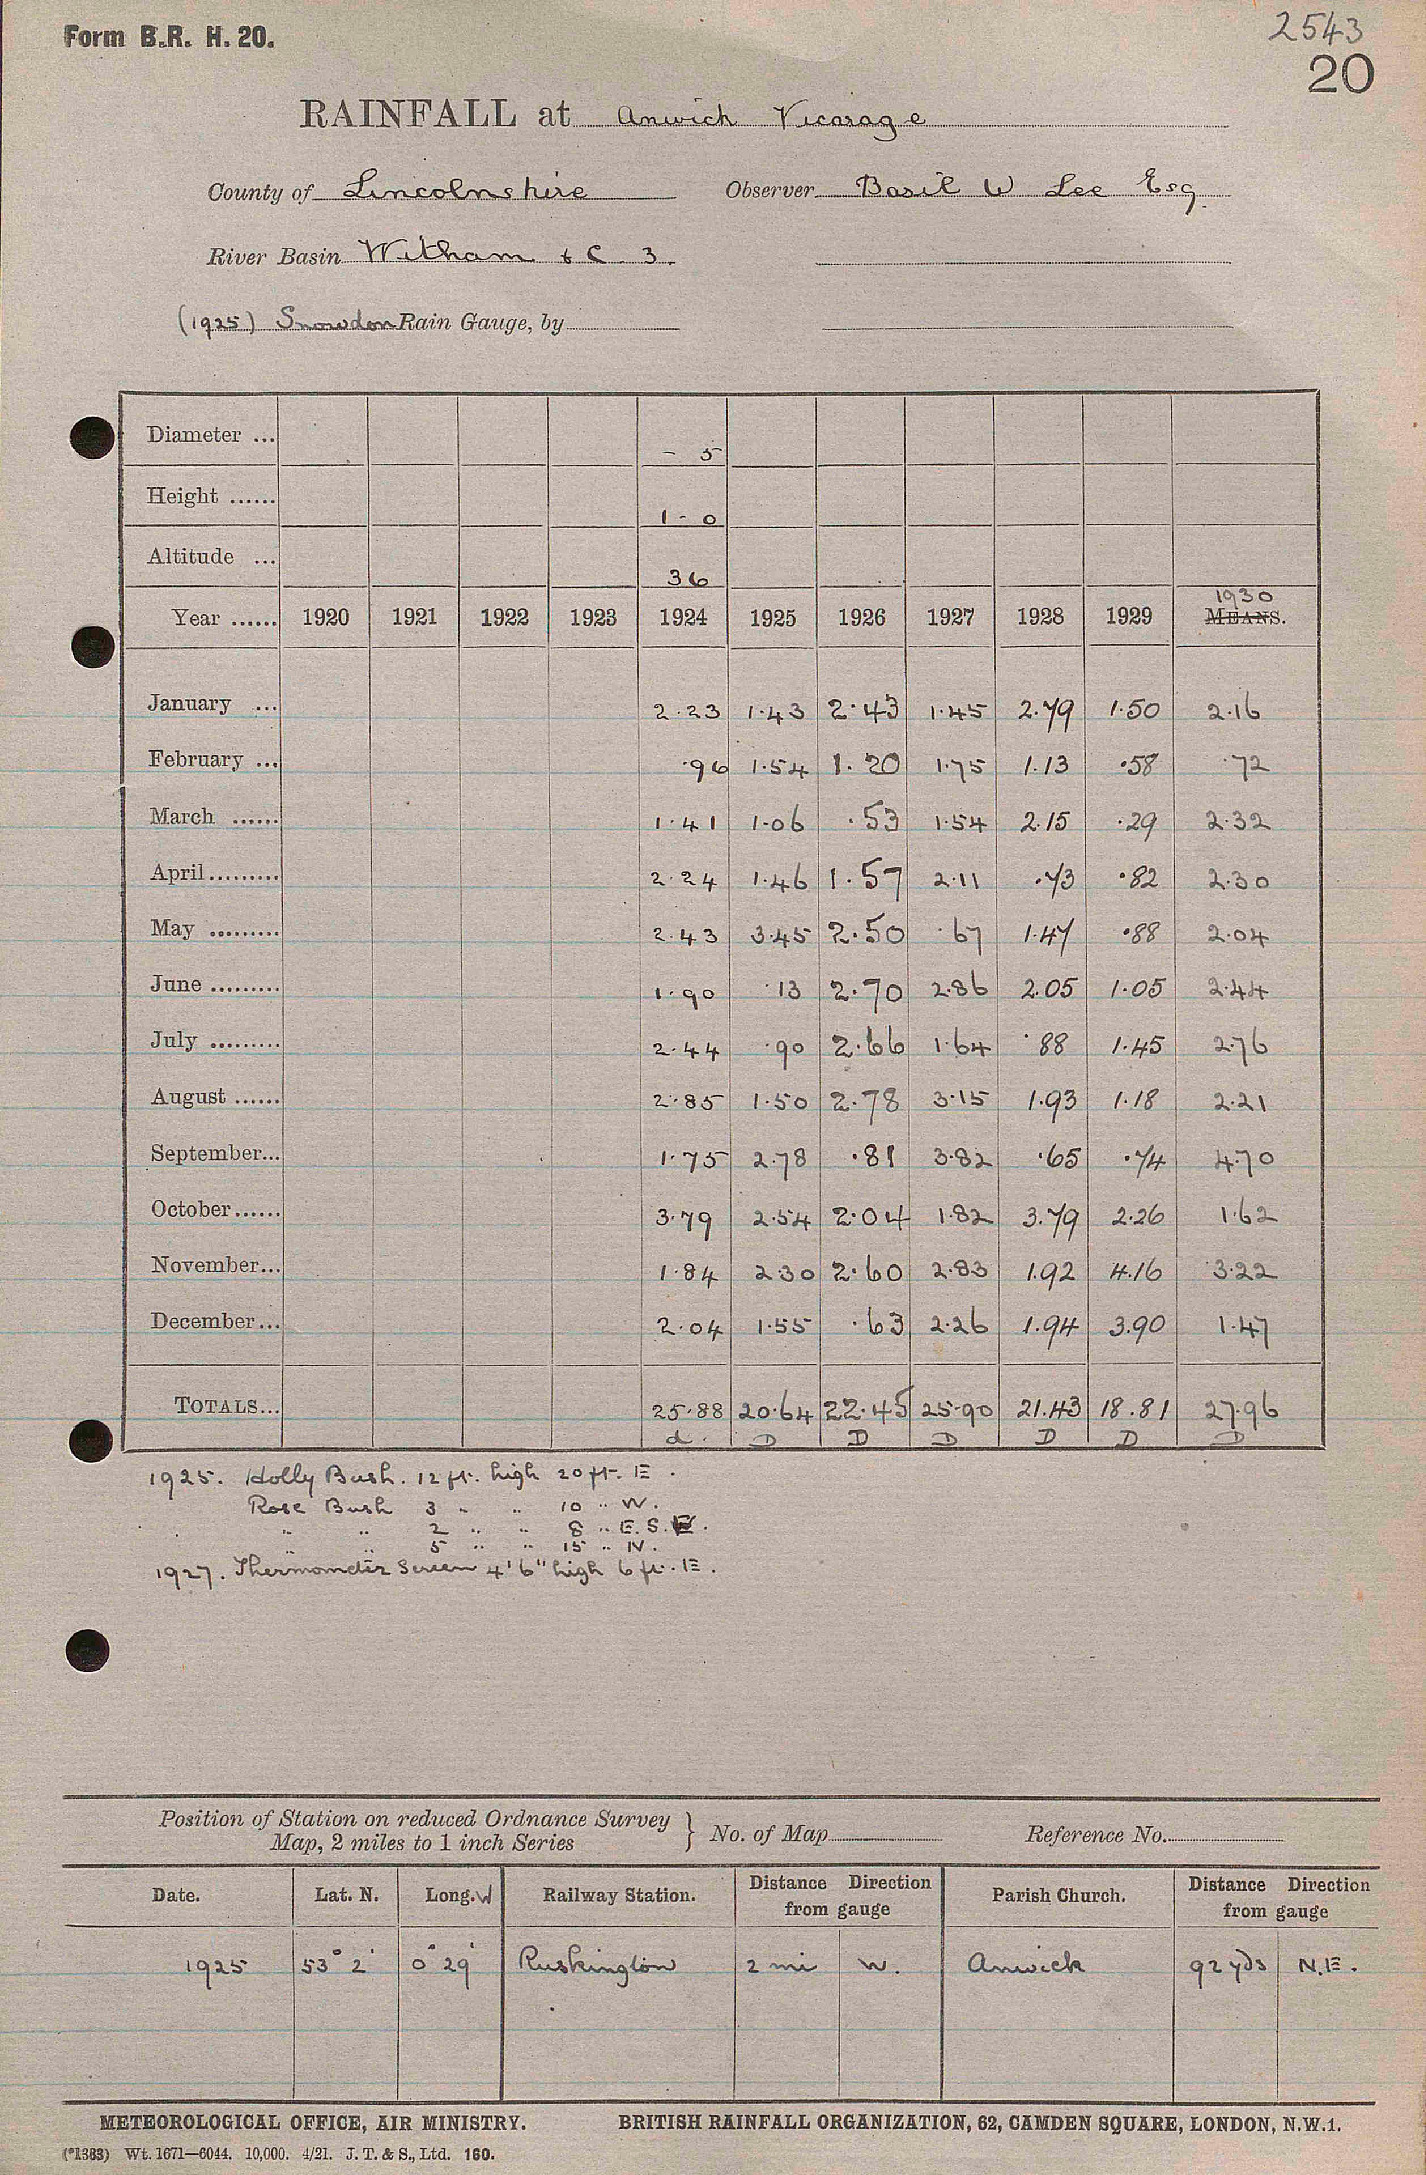 Form B.R. H. 20.
2543
20
RAINFALL at Anwick Vicarage
County of Lincolnshire Observer Basil W Lee Esq.
River Basin Witham & C 3.
(1925) Snowdon Rain Gauge, by
Diameter ... - 5
Height ...... 1 - 0
Altitude ... 36
1930
Year ...... 1920 1921 1922 1923 1924 1925 1926 1927 1928 1929 MEANS.
January ... 2.23 1.43 2.43 1.45 2.79 1.50 2.16
February ... .96 1.54 1.20 1.75 1.13 .58 .72
March ...... 1.41 1.06 .53 1.54 2.15 .29 2.32
April......... 2.24 1.46 1.57 2.11 .73 .82 2.30
May ......... 2.43 3.45 2.50 .67 1.47 .88 2.04
June ......... 1.90 .13 2.70 2.86 2.05 1.05 2.44
July ......... 2.44 .90 2.66 1.64 .88 1.45 2.76
August ...... 2.85 1.50 2.78 3.15 1.93 1.18 2.21
September... 1.75 2.78 .81 3.82 .65 .74 4.70
October...... 3.79 2.54 2.04 1.82 3.79 2.26 1.62
November... 1.84 2.30 2.60 2.83 1.92 4.16 3.22
December... 2.04 1.55 .63 2.26 1.94 3.90 1.47
TOTALS... 25.88 20.64 22.45 25.90 21.43 18.81 27.96
d. D D D D D D
1925. Holly Bush. 12 ft. high 20 ft. E.
Rose Bush 3 " " 10 " W.
" " 2 " " 8 " E.S.E.
" " 5 " " 15 " N.
1927. Thermometer Screen 4' 6" high 6 ft. E.
Position of Station on reduced Ordnance Survey
Map, 2 miles to 1 inch Series } No. of Map Reference No.
Date. Lat. N. Long. W Railway Station. Distance Direction from gauge Parish Church. Distance Direction from gauge
1925 53° 2' 0° 29' Ruskington 2 mi W. Anwick 92 yds N.E.
METEOROLOGICAL OFFICE, AIR MINISTRY. BRITISH RAINFALL ORGANIZATION, 62, CAMDEN SQUARE, LONDON, N.W.1.
(*1383) Wt. 1671—6044. 10,000. 4/21. J. T. & S., Ltd. 160.